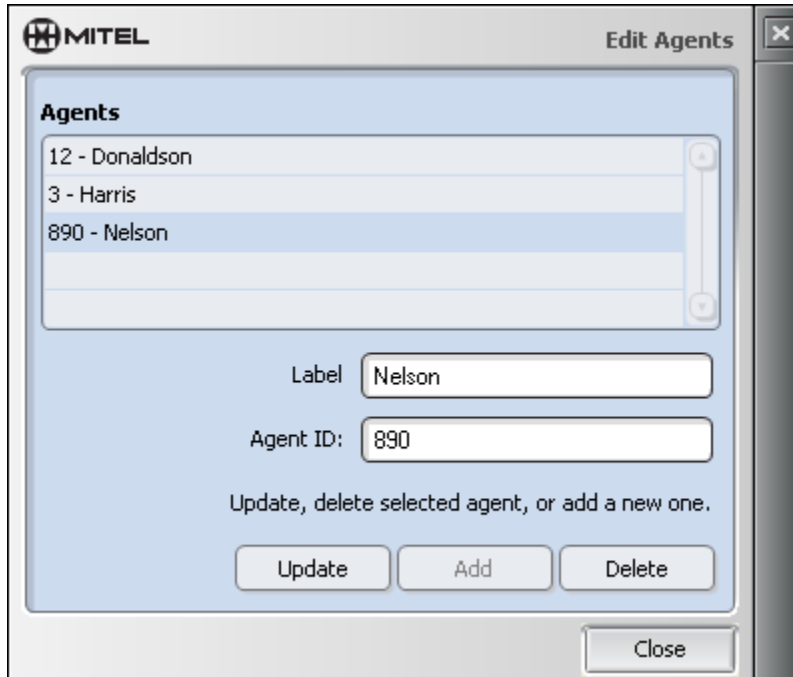 MITEL
Edit Agents
Agents
12 - Donaldson
3 - Harris
890 - Nelson
Label Nelson
Agent ID: 890
Update, delete selected agent, or add a new one.
Update Add Delete
Close